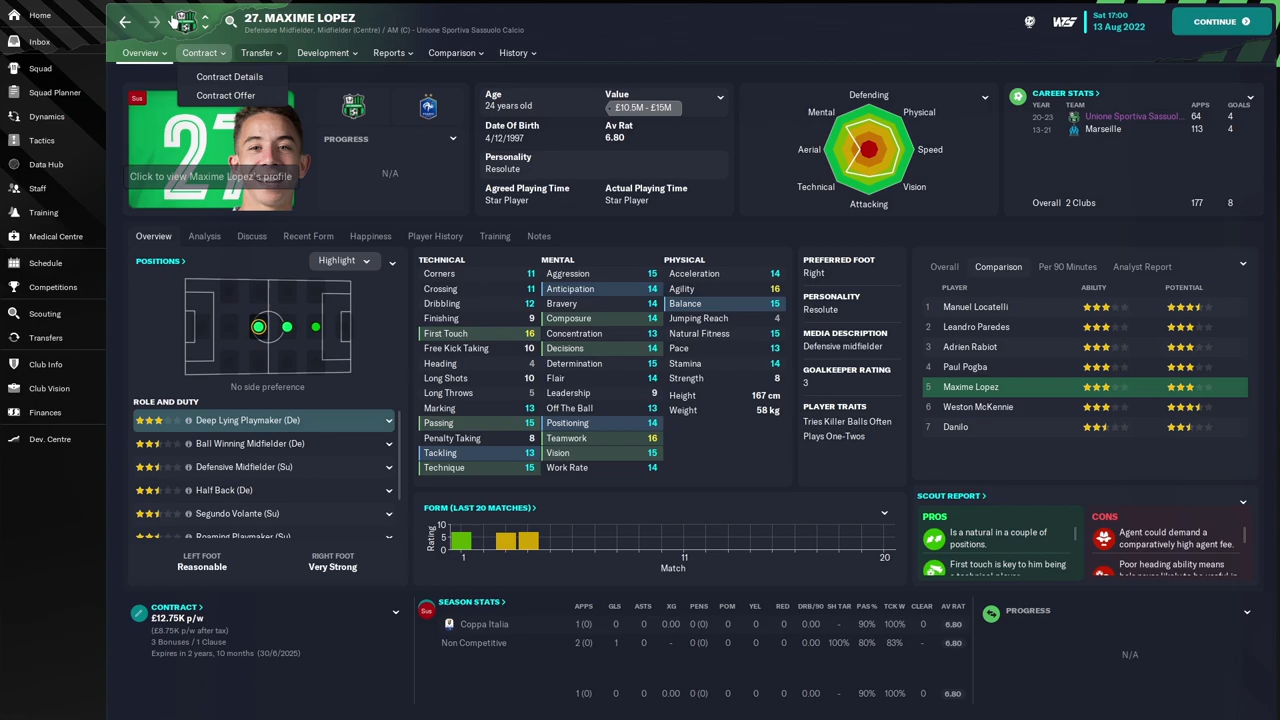 Home
Inbox
Squad
Squad Planner
Dynamics
Tactics
Data Hub
Staff
Training
Medical Centre
Schedule
Competitions
Scouting
Transfers
Club Info
Club Vision
Finances
Dev. Centre
27. MAXIME LOPEZ
Defensive Midfielder, Midfielder (Centre) / AM (C) - Unione Sportiva Sassuolo Calcio
Sat 17:00
13 Aug 2022
CONTINUE
Overview
Contract
Transfer
Development
Reports
Comparison
History
Contract Details
Contract Offer
Sus
27
Click to view Maxime Lopez's profile
PROGRESS
N/A
Age
24 years old
Value
£10.5M - £15M
Date Of Birth
4/12/1997
Av Rat
6.80
Personality
Resolute
Agreed Playing Time
Star Player
Actual Playing Time
Star Player
Defending
Mental
Physical
Aerial
Speed
Technical
Vision
Attacking
CAREER STATS
YEAR TEAM APPS GOALS
20-23 Unione Sportiva Sassuol... 64 4
13-21 Marseille 113 4
Overall 2 Clubs 177 8
Overview
Analysis
Discuss
Recent Form
Happiness
Player History
Training
Notes
POSITIONS
Highlight
No side preference
ROLE AND DUTY
Deep Lying Playmaker (De)
Ball Winning Midfielder (De)
Defensive Midfielder (Su)
Half Back (De)
Segundo Volante (Su)
Roaming Playmaker (Su)
LEFT FOOT
Reasonable
RIGHT FOOT
Very Strong
TECHNICAL
Corners 11
Crossing 11
Dribbling 12
Finishing 9
First Touch 16
Free Kick Taking 10
Heading 4
Long Shots 10
Long Throws 5
Marking 13
Passing 15
Penalty Taking 8
Tackling 13
Technique 15
MENTAL
Aggression 15
Anticipation 14
Bravery 14
Composure 14
Concentration 13
Decisions 14
Determination 15
Flair 14
Leadership 9
Off The Ball 13
Positioning 14
Teamwork 16
Vision 15
Work Rate 14
PHYSICAL
Acceleration 14
Agility 16
Balance 15
Jumping Reach 4
Natural Fitness 15
Pace 13
Stamina 14
Strength 8
Height 167 cm
Weight 58 kg
PREFERRED FOOT
Right
PERSONALITY
Resolute
MEDIA DESCRIPTION
Defensive midfielder
GOALKEEPER RATING
3
PLAYER TRAITS
Tries Killer Balls Often
Plays One-Twos
Overall
Comparison
Per 90 Minutes
Analyst Report
PLAYER ABILITY POTENTIAL
1 Manuel Locatelli
2 Leandro Paredes
3 Adrien Rabiot
4 Paul Pogba
5 Maxime Lopez
6 Weston McKennie
7 Danilo
FORM (LAST 20 MATCHES)
Rating
10
5
0
1
11
20
Match
SCOUT REPORT
PROS
Is a natural in a couple of
positions.
First touch is key to him being
CONS
Agent could demand a
comparatively high agent fee.
Poor heading ability means
CONTRACT
£12.75K p/w
(£8.75K p/w after tax)
3 Bonuses / 1 Clause
Expires in 2 years, 10 months (30/6/2025)
Sus
SEASON STATS
APPS GLS ASTS XG PENS POM YEL RED DRB/90 SH TAR PAS % TCK W CLEAR AV RAT
Coppa Italia 1 (0) 0 0 0.00 0 (0) 0 0 0 0.00 - 90% 100% 0 6.80
Non Competitive 2 (0) 1 0 0.00 0 (0) 0 0 0 0.00 100% 80% 83% - 6.80
1 (0) 0 0 0.00 0 (0) 0 0 0 0.00 - 90% 100% 0 6.80
PROGRESS
N/A